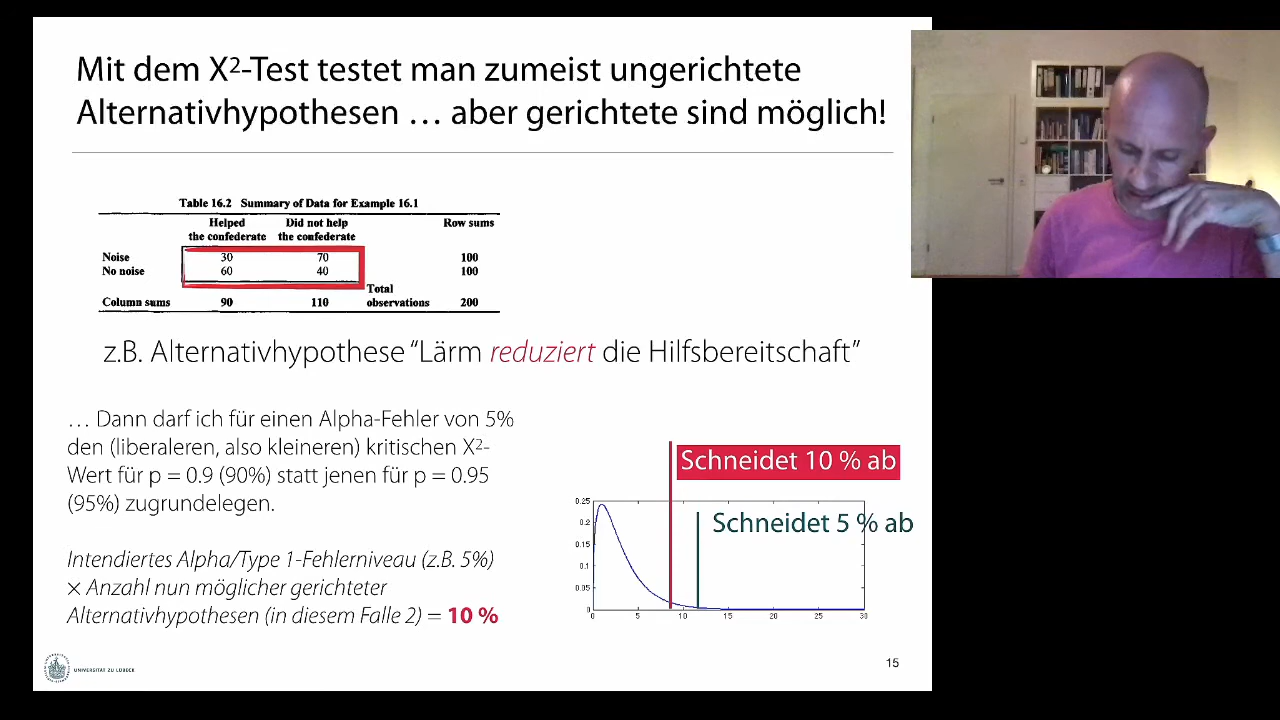 Mit dem X²-Test testet man zumeist ungerichtete
Alternativhypothesen … aber gerichtete sind möglich!
Table 16.2 Summary of Data for Example 16.1
Helped Did not help Row sums
the confederate the confederate
Noise 30 70 100
No noise 60 40 100
Total
Column sums 90 110 observations 200
z.B. Alternativhypothese “Lärm reduziert die Hilfsbereitschaft”
… Dann darf ich für einen Alpha-Fehler von 5%
den (liberaleren, also kleineren) kritischen X²-
Wert für p = 0.9 (90%) statt jenen für p = 0.95
(95%) zugrundelegen.
Intendiertes Alpha/Type 1-Fehlerniveau (z.B. 5%)
× Anzahl nun möglicher gerichteter
Alternativhypothesen (in diesem Falle 2) = 10 %
Schneidet 10 % ab
Schneidet 5 % ab
0.25
0.2
0.15
0.1
0.05
0
0 5 10 15 20 25 30
UNIVERSITÄT ZU LÜBECK
15